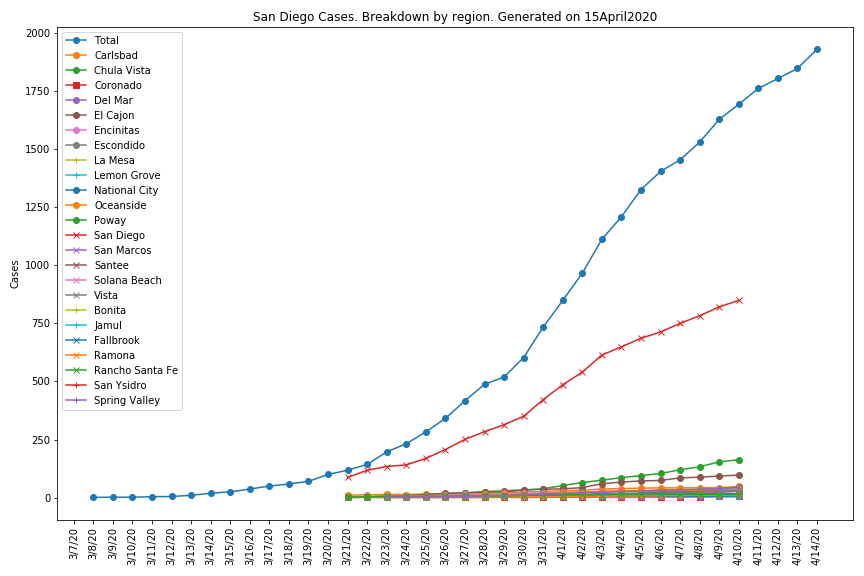 San Diego Cases. Breakdown by region. Generated on 15April2020
2000
1750
1500
1250
1000
750
500
250
0
Cases
Total
Carlsbad
Chula Vista
Coronado
Del Mar
El Cajon
Encinitas
Escondido
La Mesa
Lemon Grove
National City
Oceanside
Poway
San Diego
San Marcos
Santee
Solana Beach
Vista
Bonita
Jamul
Fallbrook
Ramona
Rancho Santa Fe
San Ysidro
Spring Valley
3/7/20
3/8/20
3/9/20
3/10/20
3/11/20
3/12/20
3/13/20
3/14/20
3/15/20
3/16/20
3/17/20
3/18/20
3/19/20
3/20/20
3/21/20
3/22/20
3/23/20
3/24/20
3/25/20
3/26/20
3/27/20
3/28/20
3/29/20
3/30/20
3/31/20
4/1/20
4/2/20
4/3/20
4/4/20
4/5/20
4/6/20
4/7/20
4/8/20
4/9/20
4/10/20
4/11/20
4/12/20
4/13/20
4/14/20